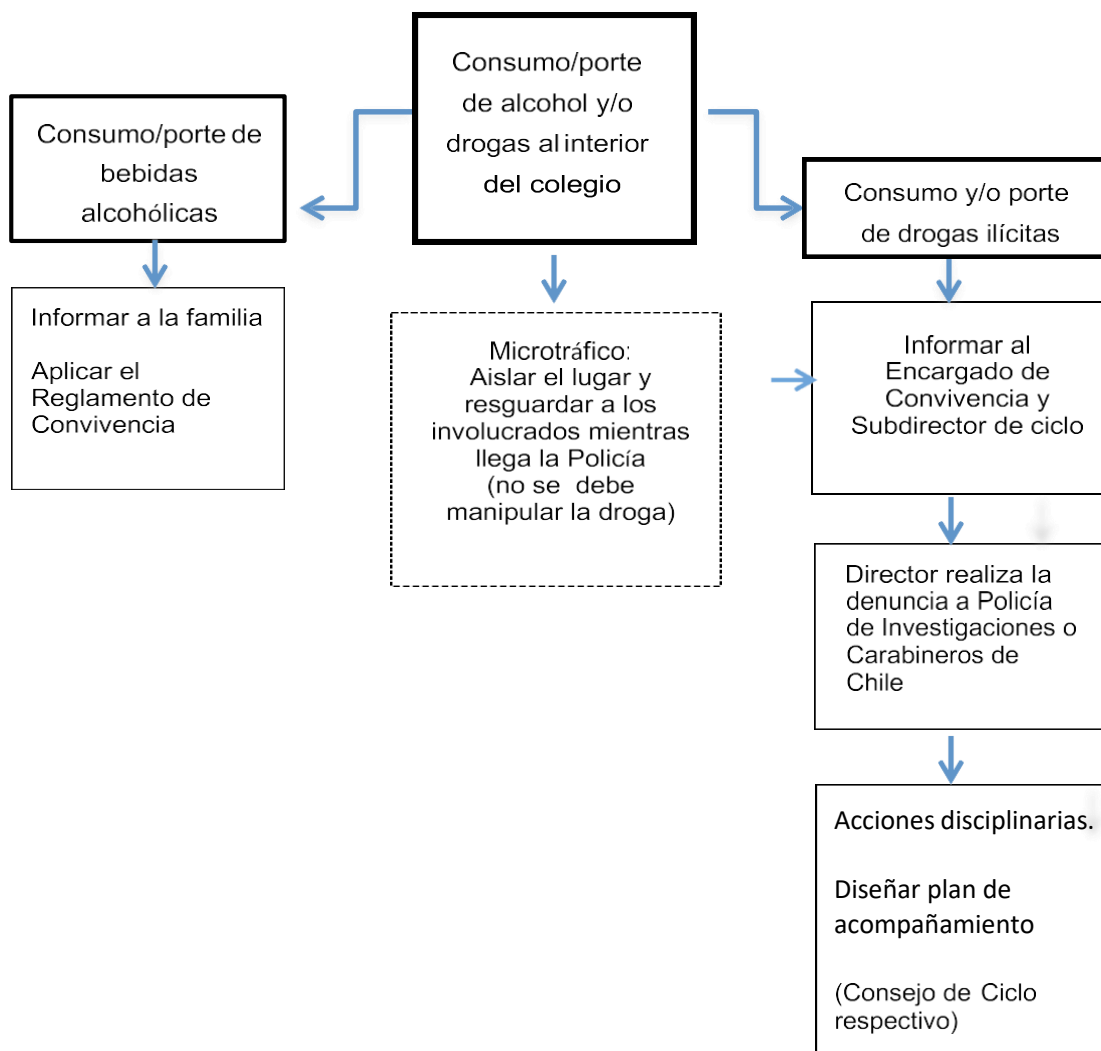 Consumo/porte
de alcohol y/o
drogas al interior
del colegio
Consumo/porte de
bebidas
alcohólicas
Consumo y/o porte
de drogas ilícitas
Informar a la familia
Aplicar el
Reglamento de
Convivencia
Microtráfico:
Aislar el lugar y
resguardar a los
involucrados mientras
llega la Policía
(no se debe
manipular la droga)
Informar al
Encargado de
Convivencia y
Subdirector de ciclo
Director realiza la
denuncia a Policía
de Investigaciones o
Carabineros de
Chile
Acciones disciplinarias.
Diseñar plan de
acompañamiento
(Consejo de Ciclo
respectivo)